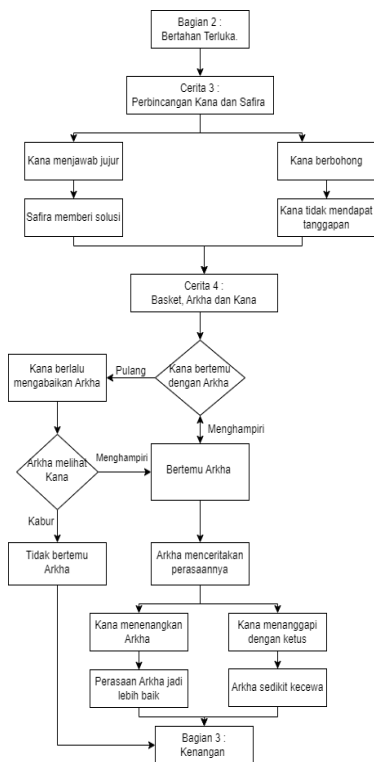 Bagian 2 :
Bertahan Terluka.
Cerita 3 :
Perbincangan Kana dan Safira
Kana menjawab jujur
Kana berbohong
Safira memberi solusi
Kana tidak mendapat
tanggapan
Cerita 4 :
Basket, Arkha dan Kana
Kana bertemu
dengan Arkha
Pulang
Kana berlalu
mengabaikan Arkha
Menghampiri
Arkha melihat
Kana
Menghampiri
Bertemu Arkha
Kabur
Tidak bertemu
Arkha
Arkha menceritakan
perasaannya
Kana menenangkan
Arkha
Kana menanggapi
dengan ketus
Perasaan Arkha jadi
lebih baik
Arkha sedikit kecewa
Bagian 3 :
Kenangan